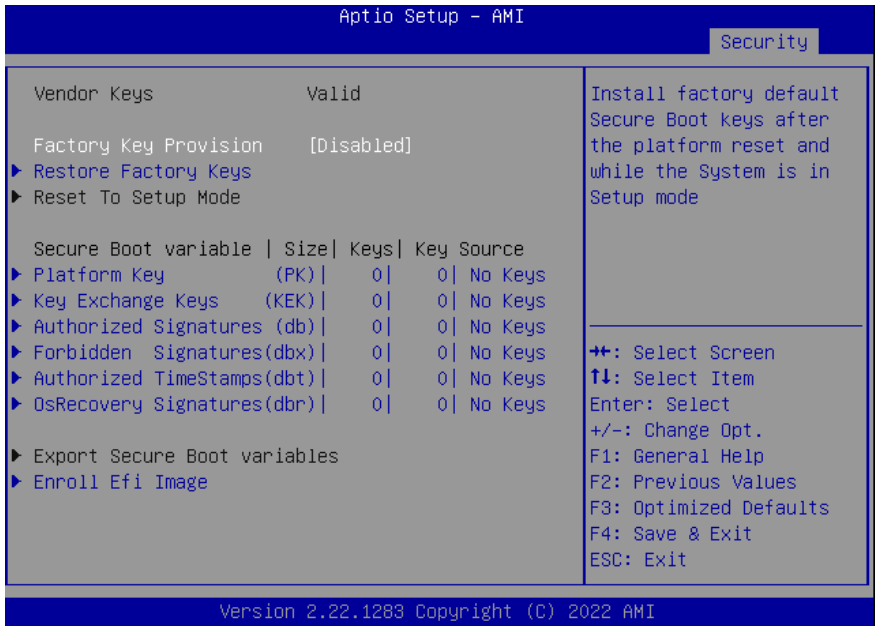 Aptio Setup – AMI
Security
Vendor Keys Valid
Factory Key Provision [Disabled]
Restore Factory Keys
Reset To Setup Mode
Secure Boot variable | Size| Keys| Key Source
Platform Key (PK)| 0| 0| No Keys
Key Exchange Keys (KEK)| 0| 0| No Keys
Authorized Signatures (db)| 0| 0| No Keys
Forbidden Signatures(dbx)| 0| 0| No Keys
Authorized TimeStamps(dbt)| 0| 0| No Keys
OsRecovery Signatures(dbr)| 0| 0| No Keys
Export Secure Boot variables
Enroll Efi Image
Install factory default
Secure Boot keys after
the platform reset and
while the System is in
Setup mode
→←: Select Screen
↑↓: Select Item
Enter: Select
+/-: Change Opt.
F1: General Help
F2: Previous Values
F3: Optimized Defaults
F4: Save & Exit
ESC: Exit
Version 2.22.1283 Copyright (C) 2022 AMI